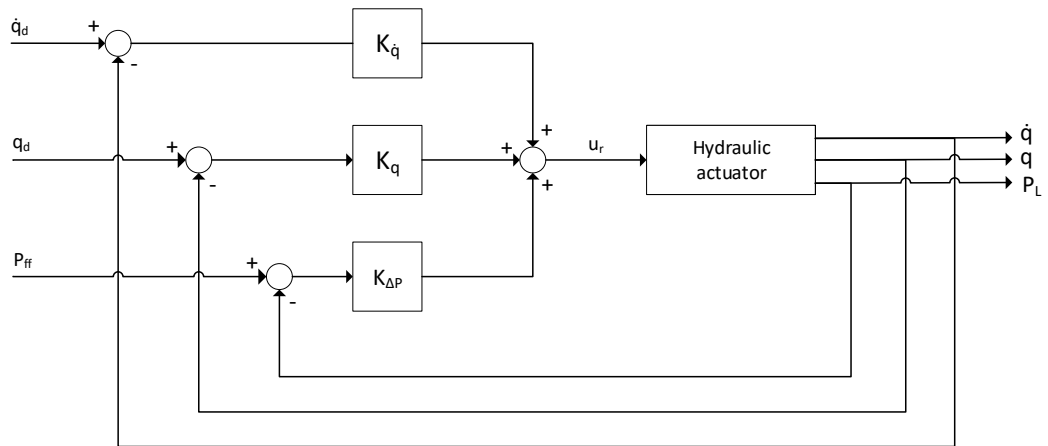 q̇d
+
-
Kq̇
+
qd
+
-
Kq
+
+
ur
Hydraulic
actuator
q̇
q
PL
Pff
+
-
KΔP